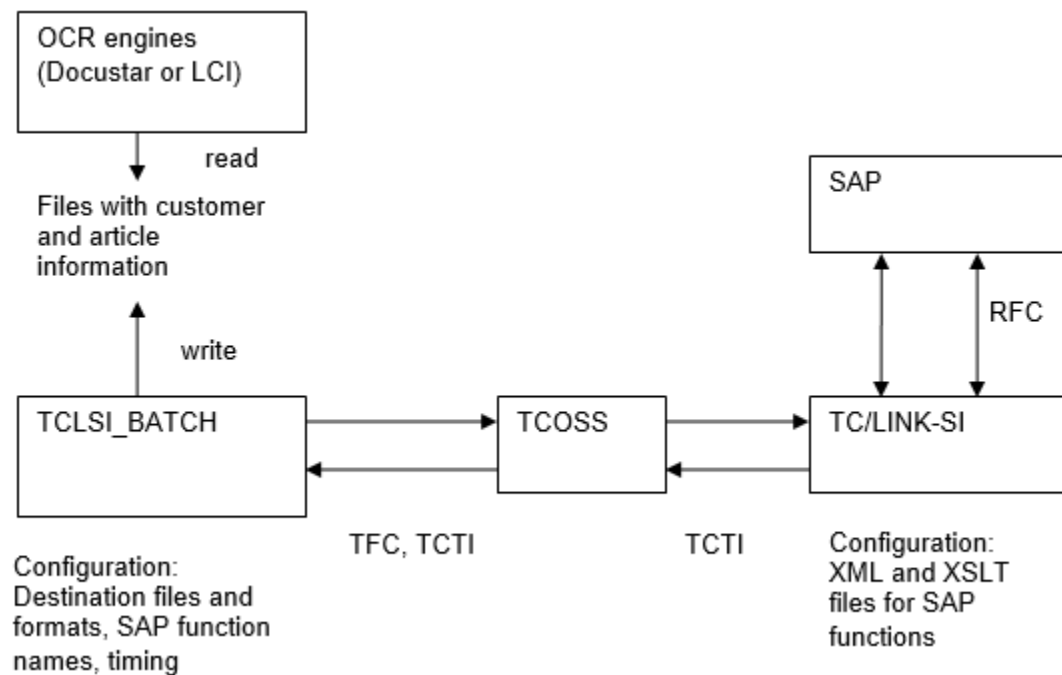 OCR engines
(Docustar or LCI)
read
Files with customer
and article
information
write
SAP
RFC
TCLSI_BATCH
TCOSS
TC/LINK-SI
TFC, TCTI
TCTI
Configuration:
Destination files and
formats, SAP function
names, timing
Configuration:
XML and XSLT
files for SAP
functions